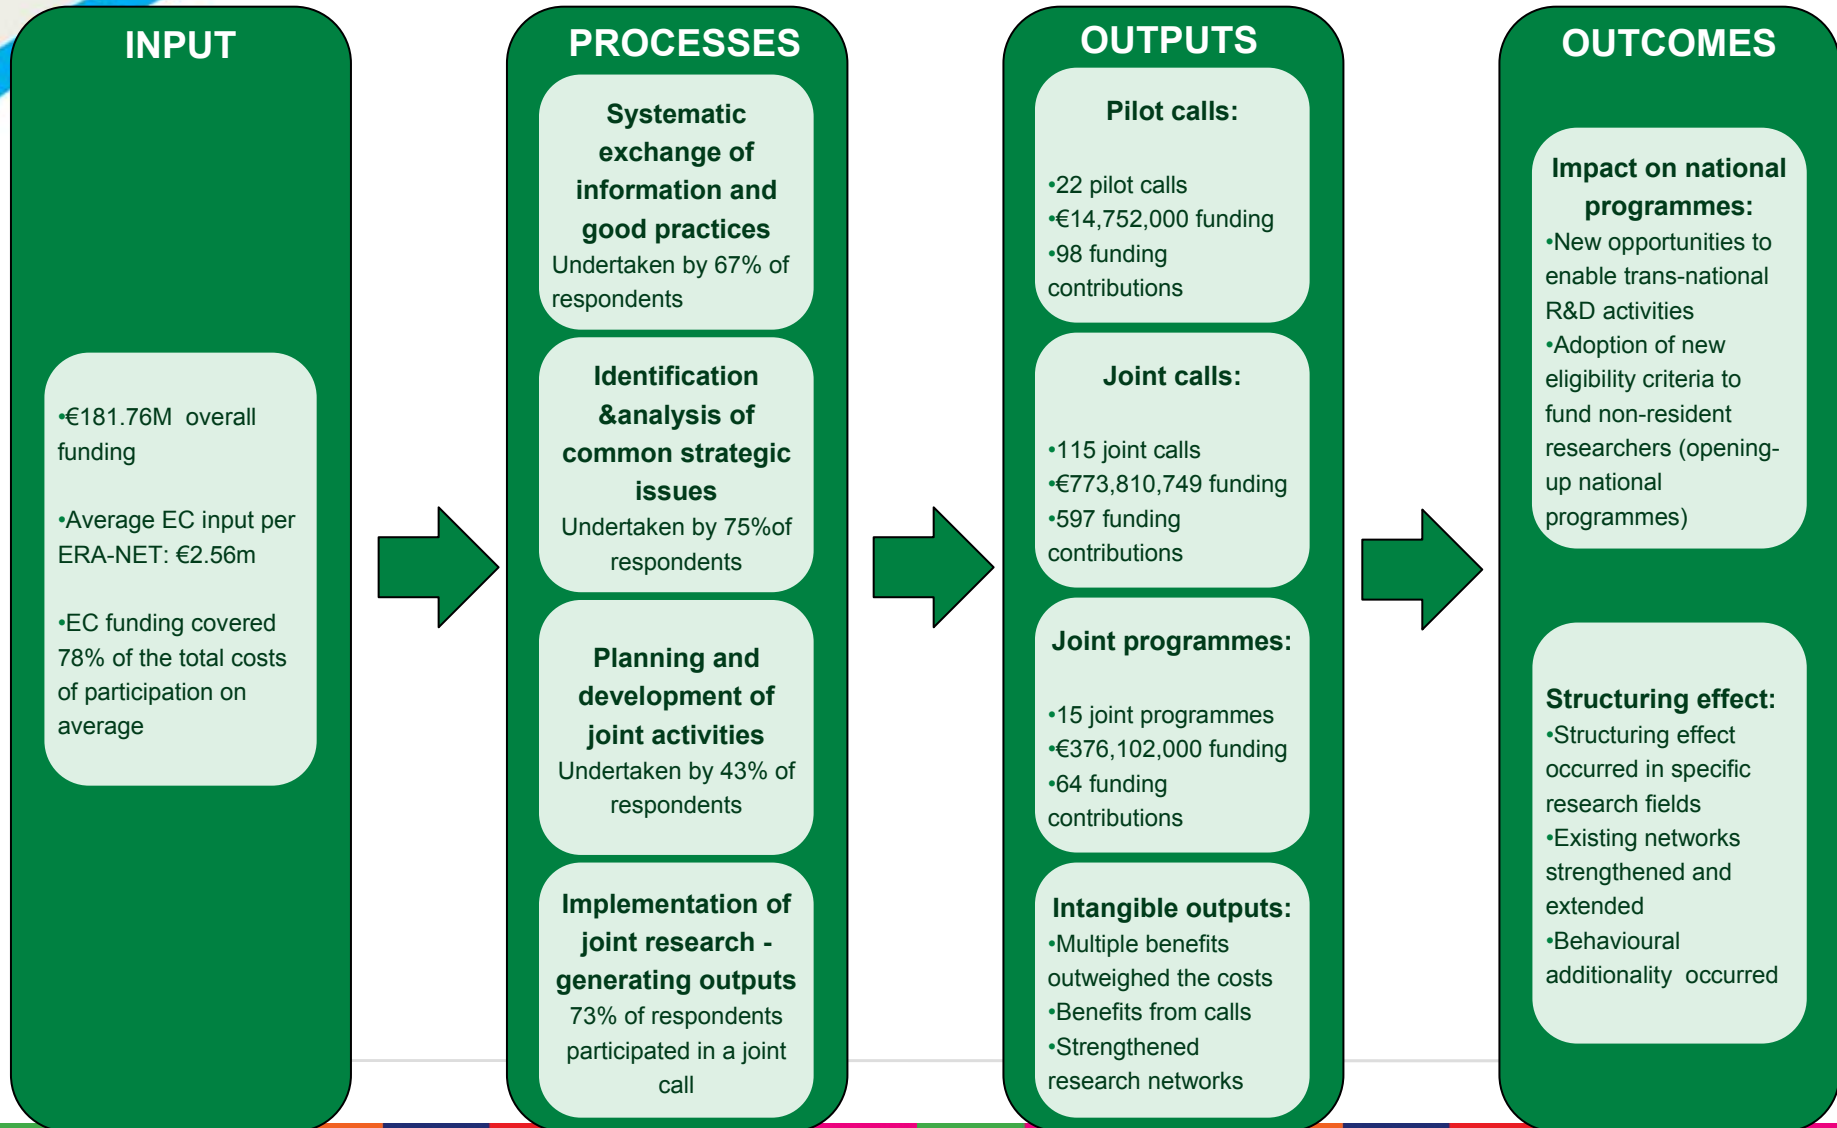 INPUT
•€181.76M overall
funding
•Average EC input per
ERA-NET: €2.56m
•EC funding covered
78% of the total costs
of participation on
average
PROCESSES
Systematic
exchange of
information and
good practices
Undertaken by 67% of
respondents
Identification
&analysis of
common strategic
issues
Undertaken by 75%of
respondents
Planning and
development of
joint activities
Undertaken by 43% of
respondents
Implementation of
joint research -
generating outputs
73% of respondents
participated in a joint
call
OUTPUTS
Pilot calls:
•22 pilot calls
•€14,752,000 funding
•98 funding
contributions
Joint calls:
•115 joint calls
•€773,810,749 funding
•597 funding
contributions
Joint programmes:
•15 joint programmes
•€376,102,000 funding
•64 funding
contributions
Intangible outputs:
•Multiple benefits
outweighed the costs
•Benefits from calls
•Strengthened
research networks
OUTCOMES
Impact on national
programmes:
•New opportunities to
enable trans-national
R&D activities
•Adoption of new
eligibility criteria to
fund non-resident
researchers (opening-
up national
programmes)
Structuring effect:
•Structuring effect
occurred in specific
research fields
•Existing networks
strengthened and
extended
•Behavioural
additionality occurred